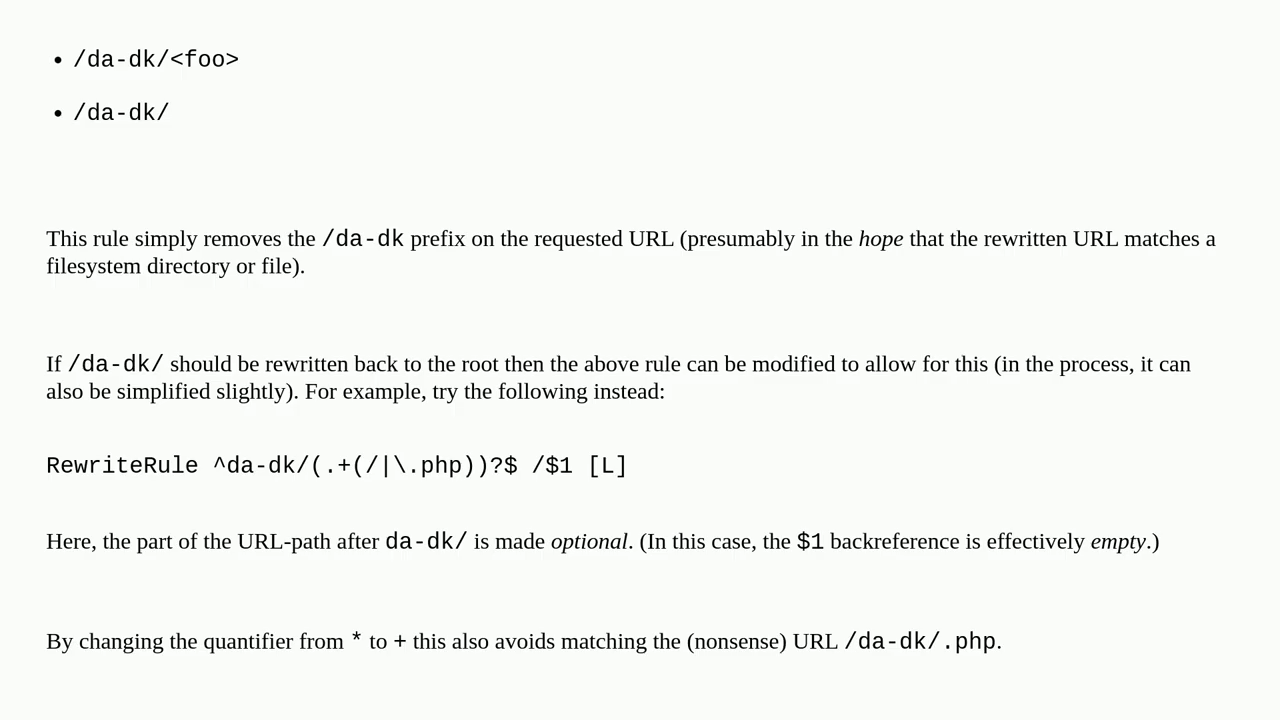 • /da-dk/<foo>
• /da-dk/
This rule simply removes the /da-dk prefix on the requested URL (presumably in the hope that the rewritten URL matches a
filesystem directory or file).
If /da-dk/ should be rewritten back to the root then the above rule can be modified to allow for this (in the process, it can
also be simplified slightly). For example, try the following instead:
RewriteRule ^da-dk/(.+(/|\.php))?$ /$1 [L]
Here, the part of the URL-path after da-dk/ is made optional. (In this case, the $1 backreference is effectively empty.)
By changing the quantifier from * to + this also avoids matching the (nonsense) URL /da-dk/.php.